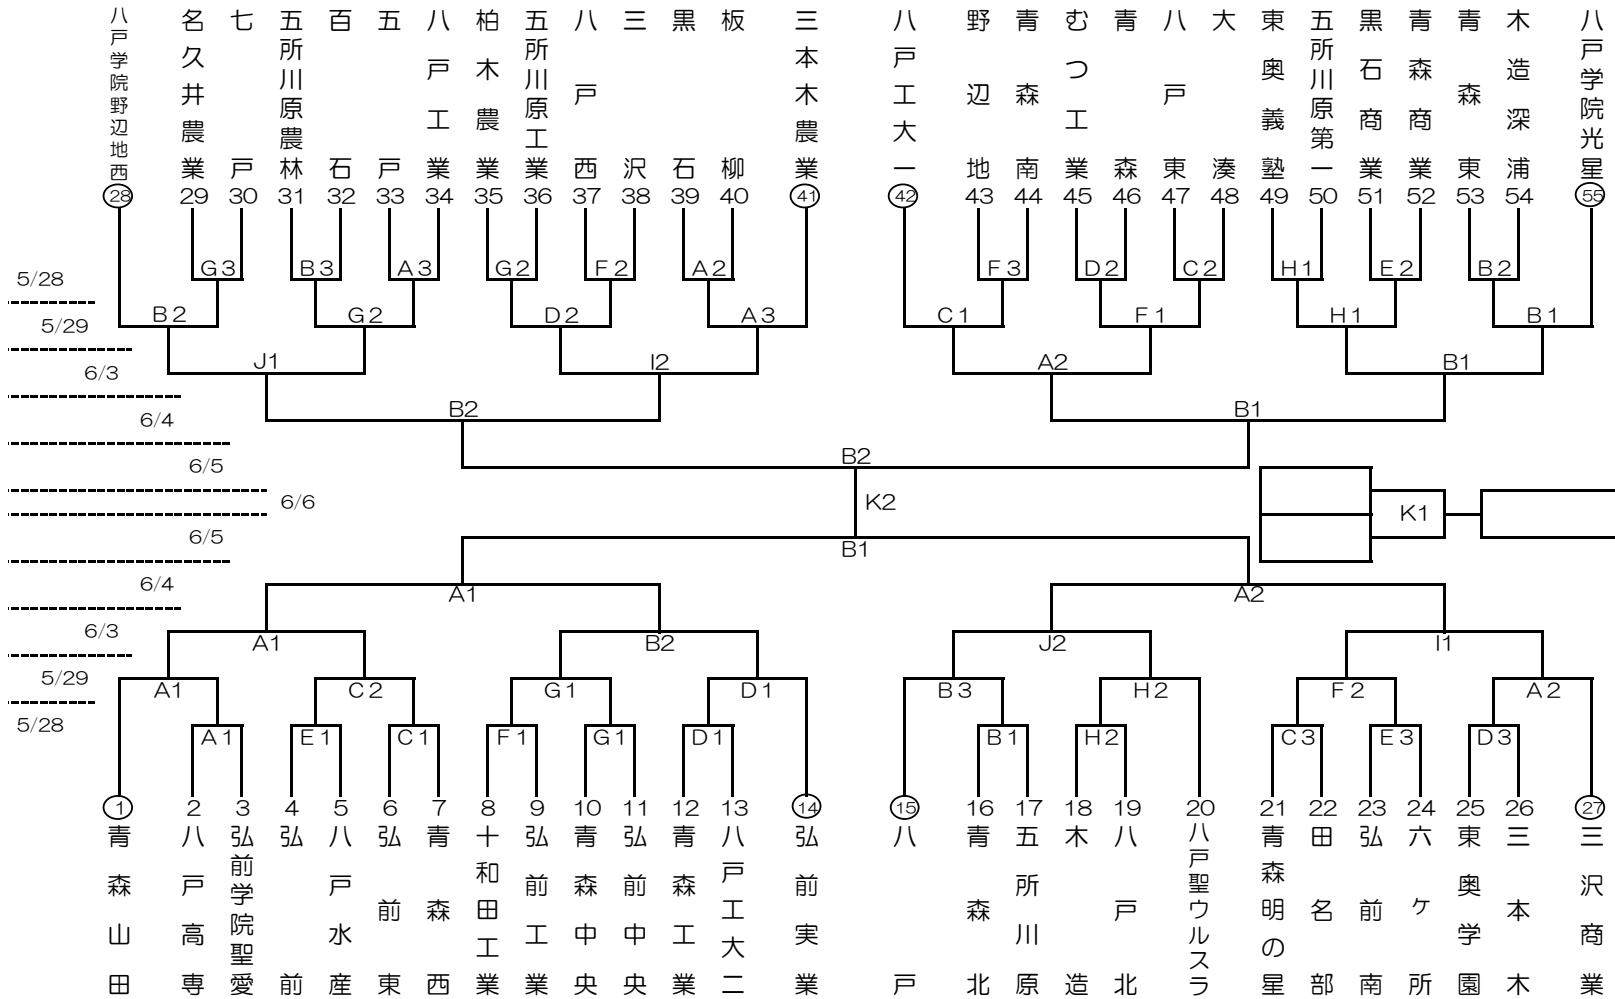 八戸学院野辺地西
名久井農業
七戸
五所川原農林
百石
五戸
八戸工業
柏木農業
五所川原工業
八戸西
三沢
黒石
板柳
三本木農業
八戸工大一
野辺地
青森南
むつ工業
青森
八戸東
大湊
東奥義塾
五所川原第一
黒石商業
青森商業
青森東
木造深浦
八戸学院光星
28 29 30 31 32 33 34 35 36 37 38 39 40 41 42 43 44 45 46 47 48 49 50 51 52 53 54 55
5/28 G3 B3 A3 G2 F2 A2 F3 D2 C2 H1 E2 B2
5/29 B2 G2 D2 A3 C1 F1 H1 B1
6/3 J1 I2 A2 B1
6/4 B2 B1
6/5 B2
6/6 K2 K1
6/5 B1
6/4 A1 A2
6/3 A1 B2 J2 I1
5/29 A1 C2 G1 D1 B3 H2 F2 A2
5/28 A1 E1 C1 F1 G1 D1 B1 H2 C3 E3 D3
1 2 3 4 5 6 7 8 9 10 11 12 13 14 15 16 17 18 19 20 21 22 23 24 25 26 27
青森山田
八戸高専
弘前学院聖愛
弘前
八戸水産
弘前東
青森西
十和田工業
弘前工業
青森中央
弘前中央
青森工業
八戸工大二
弘前実業
八戸
青森北
五所川原
木造
八戸北
八戸聖ウルスラ
青森明の星
田名部
弘前南
六ヶ所
東奥学園
三本木
三沢商業